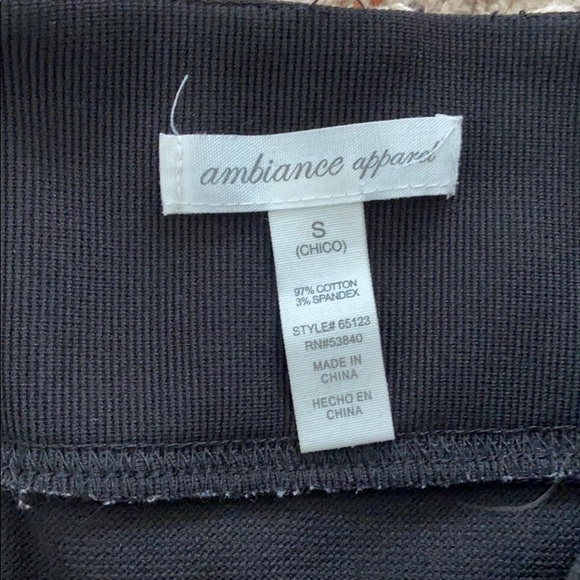 ambiance apparel
S
(CHICO)
97% COTTON
3% SPANDEX
STYLE# 65123
RN#53840
MADE IN
CHINA
HECHO EN
CHINA